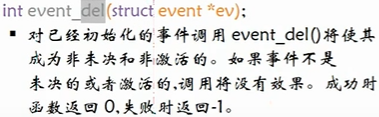 int event_del(struct event *ev);
▪ 对已经初始化的事件调用 event_del()将使其
成为非未决和非激活的。如果事件不是
未决的或者激活的,调用将没有效果。成功时
函数返回 0,失败时返回-1。